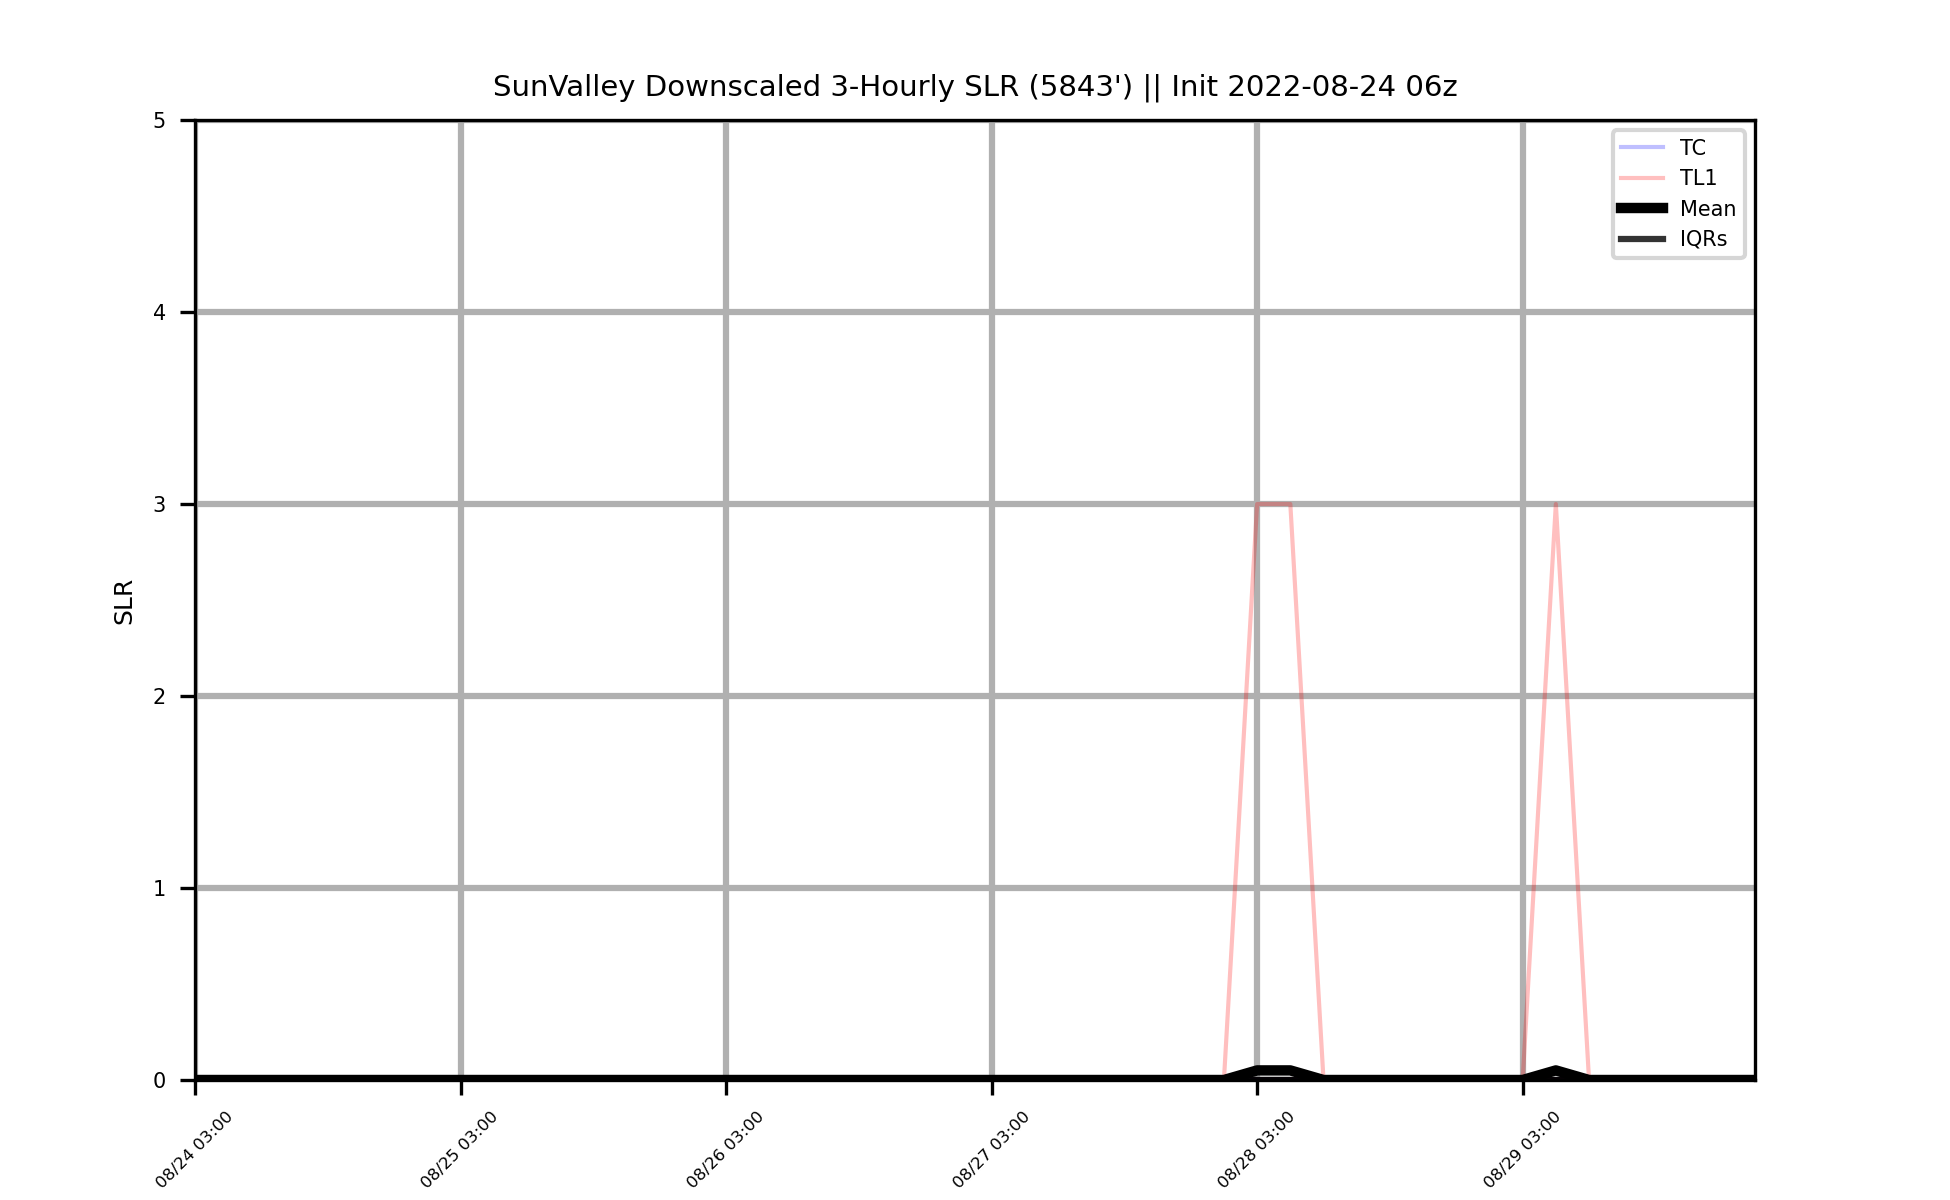 SunValley Downscaled 3-Hourly SLR (5843') || Init 2022-08-24 06z
5
4
3
2
1
0
SLR
TC
TL1
Mean
IQRs
08/24 03:00
08/25 03:00
08/26 03:00
08/27 03:00
08/28 03:00
08/29 03:00